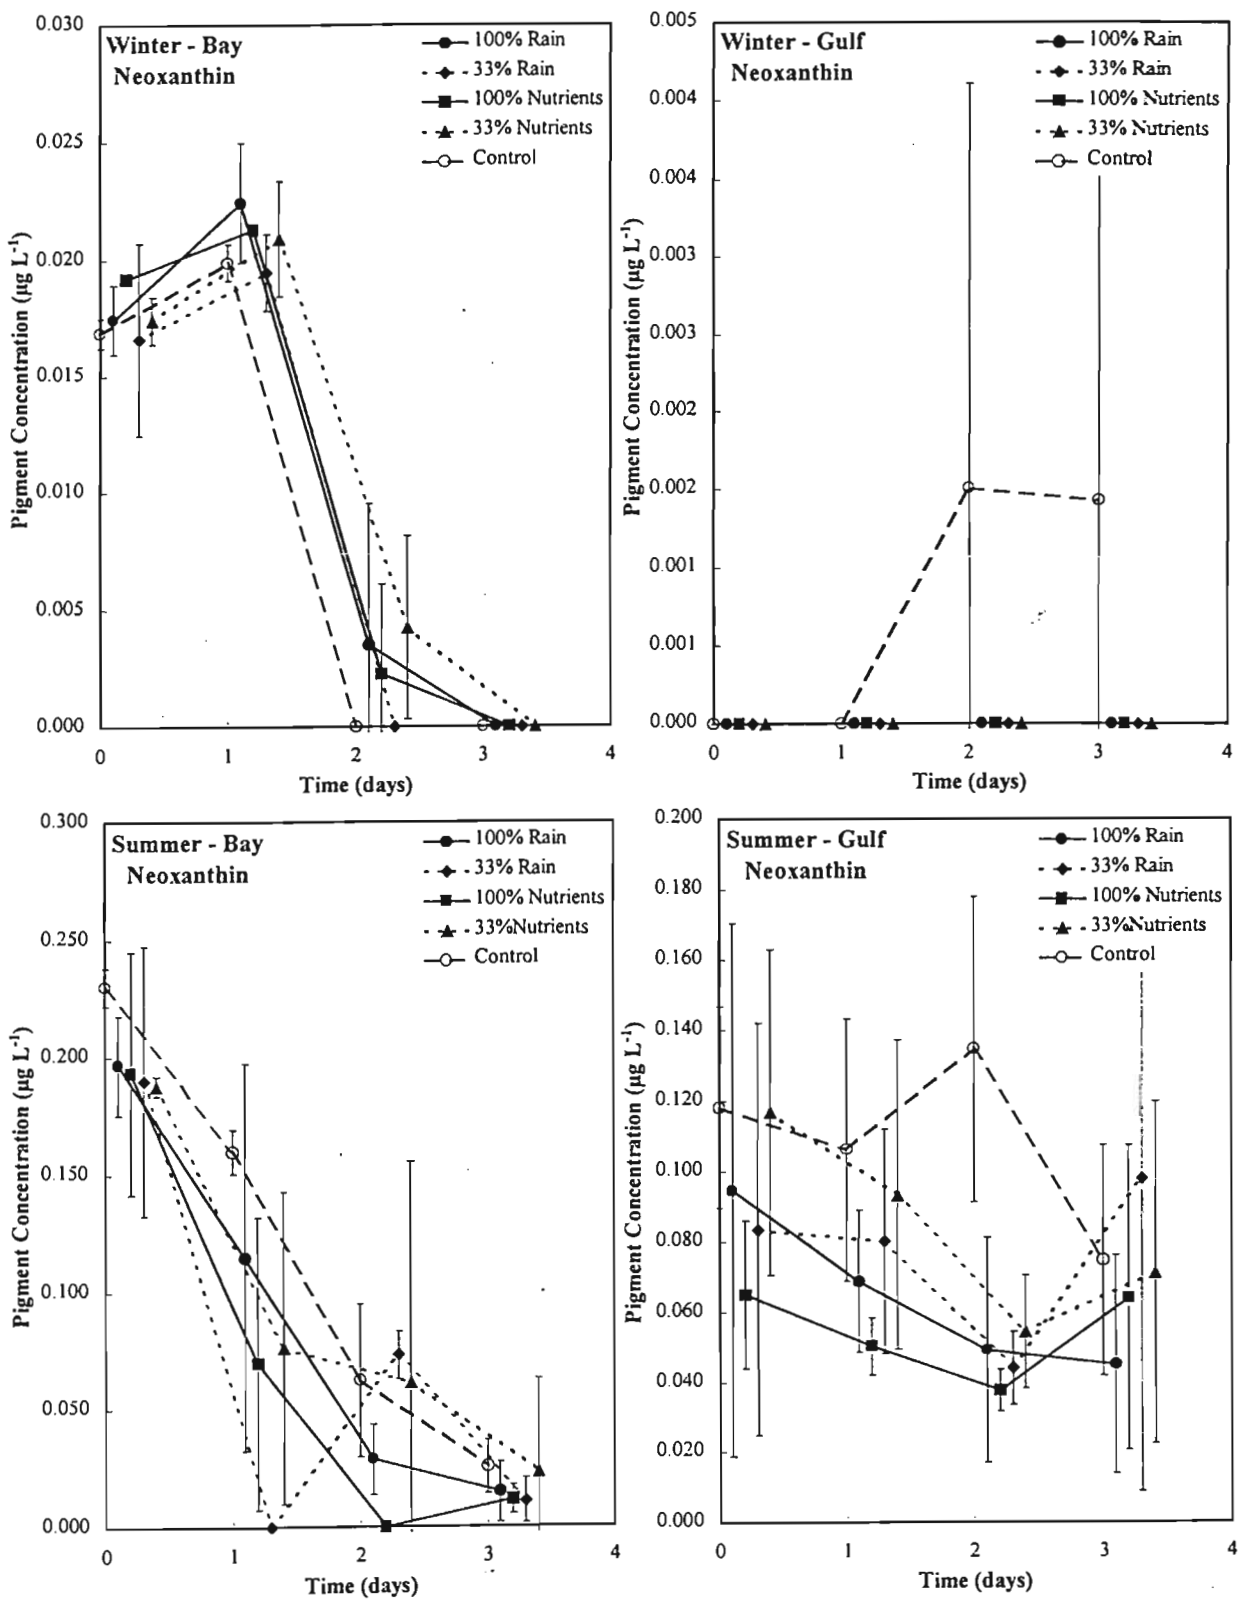 Winter - Bay
Neoxanthin
100% Rain
33% Rain
100% Nutrients
33% Nutrients
Control
Pigment Concentration (µg L-1)
0.030
0.025
0.020
0.015
0.010
0.005
0.000
0 1 2 3 4
Time (days)
Winter - Gulf
Neoxanthin
100% Rain
33% Rain
100% Nutrients
33% Nutrients
Control
Pigment Concentration (µg L-1)
0.005
0.004
0.004
0.003
0.003
0.002
0.002
0.001
0.001
0.000
0 1 2 3 4
Time (days)
Summer - Bay
Neoxanthin
100% Rain
33% Rain
100% Nutrients
33%Nutrients
Control
Pigment Concentration (µg L-1)
0.300
0.250
0.200
0.150
0.100
0.050
0.000
0 1 2 3 4
Time (days)
Summer - Gulf
Neoxanthin
100% Rain
33% Rain
100% Nutrients
33%Nutrients
Control
Pigment Concentration (µg L-1)
0.200
0.180
0.160
0.140
0.120
0.100
0.080
0.060
0.040
0.020
0.000
0 1 2 3 4
Time (days)